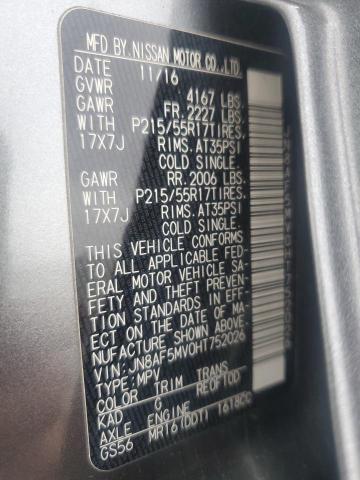 MFD BY NISSAN MOTOR CO.,LTD.
DATE 11/16
GVWR 4167 LBS.
GAWR FR. 2227 LBS.
WITH P215/55R17TIRES.
17X7J RIMS. AT35PSI
COLD SINGLE.
GAWR RR. 2006 LBS.
WITH P215/55R17TIRES.
17X7J RIMS. AT35PSI
COLD SINGLE.
THIS VEHICLE CONFORMS
TO ALL APPLICABLE FED-
ERAL MOTOR VEHICLE SA-
FETY AND THEFT PREVEN-
TION STANDARDS IN EFF-
ECT ON THE DATE OF MA-
NUFACTURE SHOWN ABOVE.
VIN: JN8AF5MV0HT752026
TYPE: MPV
COLOR TRIM TRANS
KAD G RE0F10D
AXLE ENGINE
GS56 MR16(DDT) 1618CC